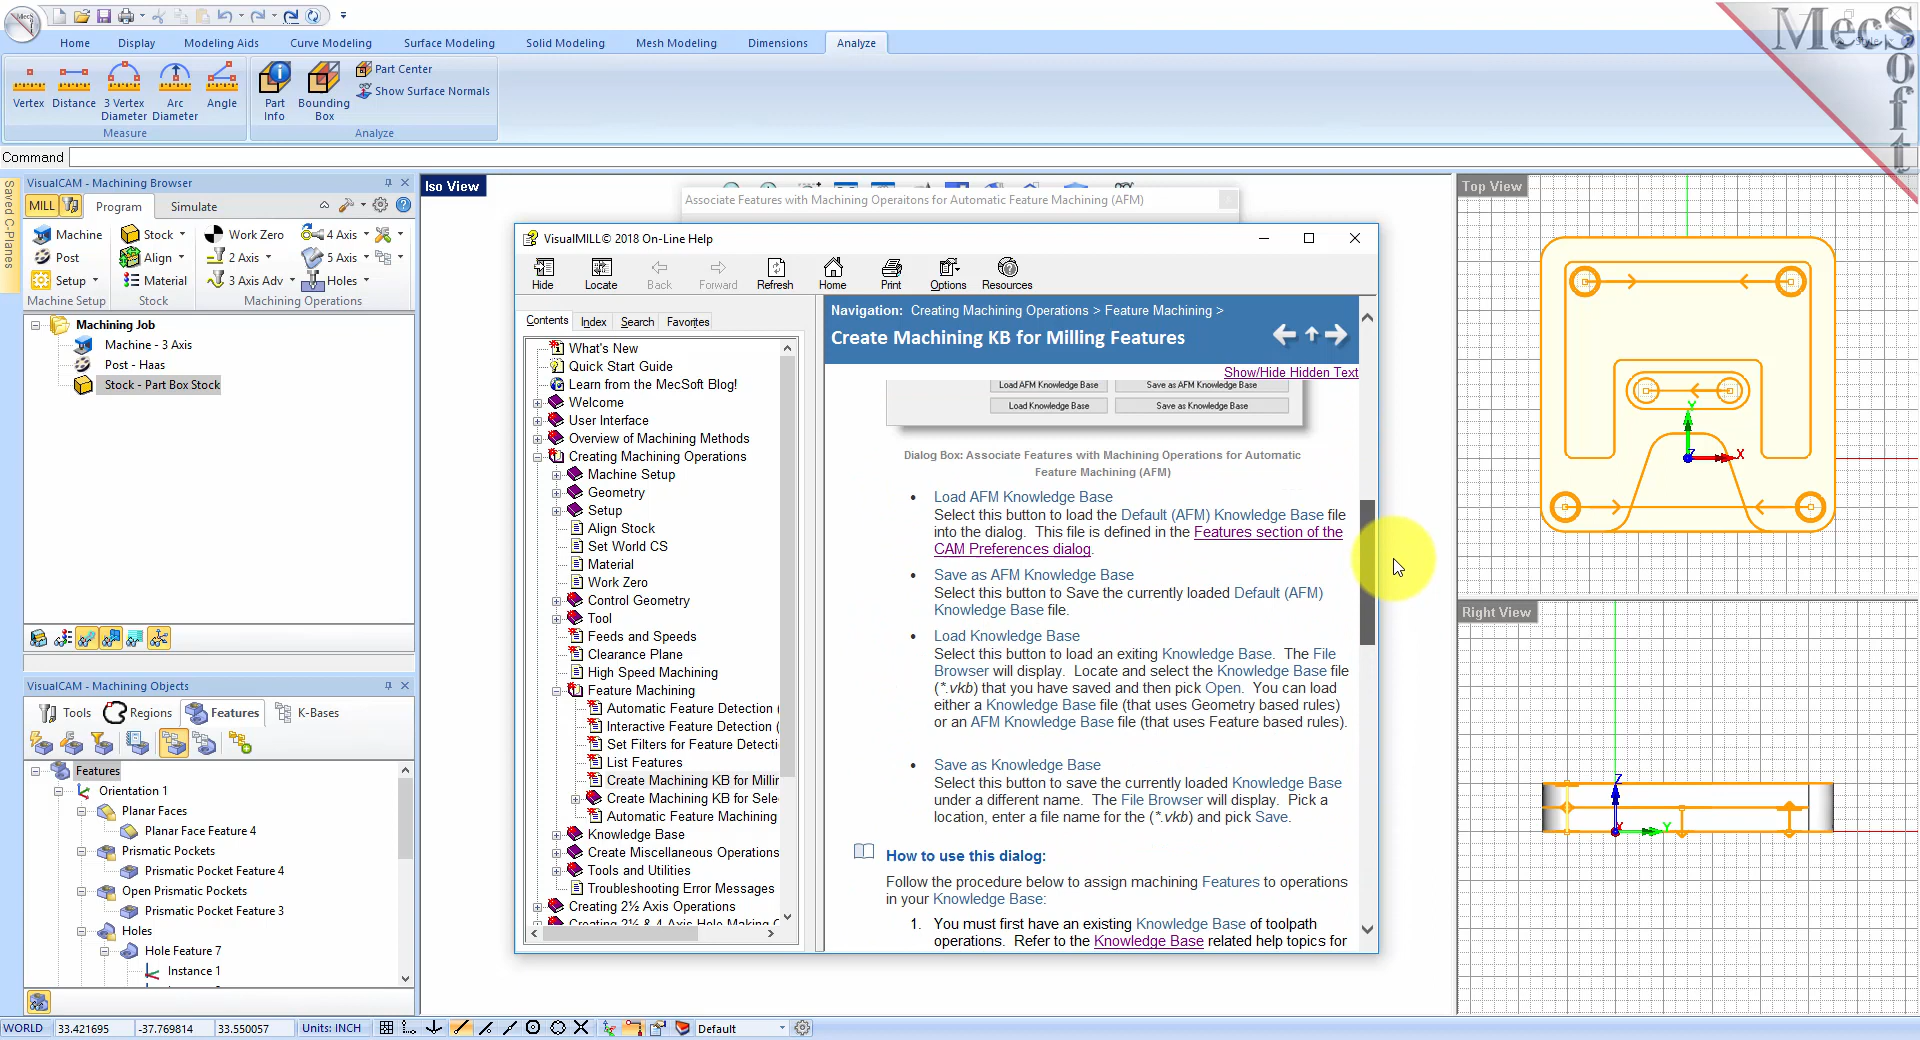 Home Display Modeling Aids Curve Modeling Surface Modeling Solid Modeling Mesh Modeling Dimensions Analyze
MecSoft
Vertex Distance 3 Vertex Diameter Arc Diameter Angle
Measure
Part Info Bounding Box
Part Center
Show Surface Normals
Analyze
Command
Saved C-Planes
VisualCAM - Machining Browser
MILL Program Simulate
Machine Stock Work Zero 4 Axis
Post Align 2 Axis 5 Axis
Setup Material 3 Axis Adv Holes
Machine Setup Stock Machining Operations
Machining Job
Machine - 3 Axis
Post - Haas
Stock - Part Box Stock
VisualCAM - Machining Objects
Tools Regions Features K-Bases
Features
Orientation 1
Planar Faces
Planar Face Feature 4
Prismatic Pockets
Prismatic Pocket Feature 4
Open Prismatic Pockets
Prismatic Pocket Feature 3
Holes
Hole Feature 7
Instance 1
Iso View
Associate Features with Machining Operaitons for Automatic Feature Machining (AFM)
VisualMILL© 2018 On-Line Help
Hide Locate Back Forward Refresh Home Print Options Resources
Contents Index Search Favorites
What's New
Quick Start Guide
Learn from the MecSoft Blog!
Welcome
User Interface
Overview of Machining Methods
Creating Machining Operations
Machine Setup
Geometry
Setup
Align Stock
Set World CS
Material
Work Zero
Control Geometry
Tool
Feeds and Speeds
Clearance Plane
High Speed Machining
Feature Machining
Automatic Feature Detection (
Interactive Feature Detection (
Set Filters for Feature Detecti
List Features
Create Machining KB for Millir
Create Machining KB for Sele
Automatic Feature Machining
Knowledge Base
Create Miscellaneous Operations
Tools and Utilities
Troubleshooting Error Messages
Creating 2½ Axis Operations
Creating 2½ & 4 Axis Hole Making
Navigation: Creating Machining Operations > Feature Machining >
Create Machining KB for Milling Features
Show/Hide Hidden Text
Load AFM Knowledge Base Save as AFM Knowledge Base
Load Knowledge Base Save as Knowledge Base
Dialog Box: Associate Features with Machining Operations for Automatic
Feature Machining (AFM)
• Load AFM Knowledge Base
Select this button to load the Default (AFM) Knowledge Base file
into the dialog. This file is defined in the Features section of the
CAM Preferences dialog.
• Save as AFM Knowledge Base
Select this button to Save the currently loaded Default (AFM)
Knowledge Base file.
• Load Knowledge Base
Select this button to load an exiting Knowledge Base. The File
Browser will display. Locate and select the Knowledge Base file
(*.vkb) that you have saved and then pick Open. You can load
either a Knowledge Base file (that uses Geometry based rules)
or an AFM Knowledge Base file (that uses Feature based rules).
• Save as Knowledge Base
Select this button to save the currently loaded Knowledge Base
under a different name. The File Browser will display. Pick a
location, enter a file name for the (*.vkb) and pick Save.
How to use this dialog:
Follow the procedure below to assign machining Features to operations
in your Knowledge Base:
1. You must first have an existing Knowledge Base of toolpath
operations. Refer to the Knowledge Base related help topics for
Top View
Y
X
Right View
Z
Y
X
WORLD 33.421695 -37.769814 33.550057 Units: INCH Default